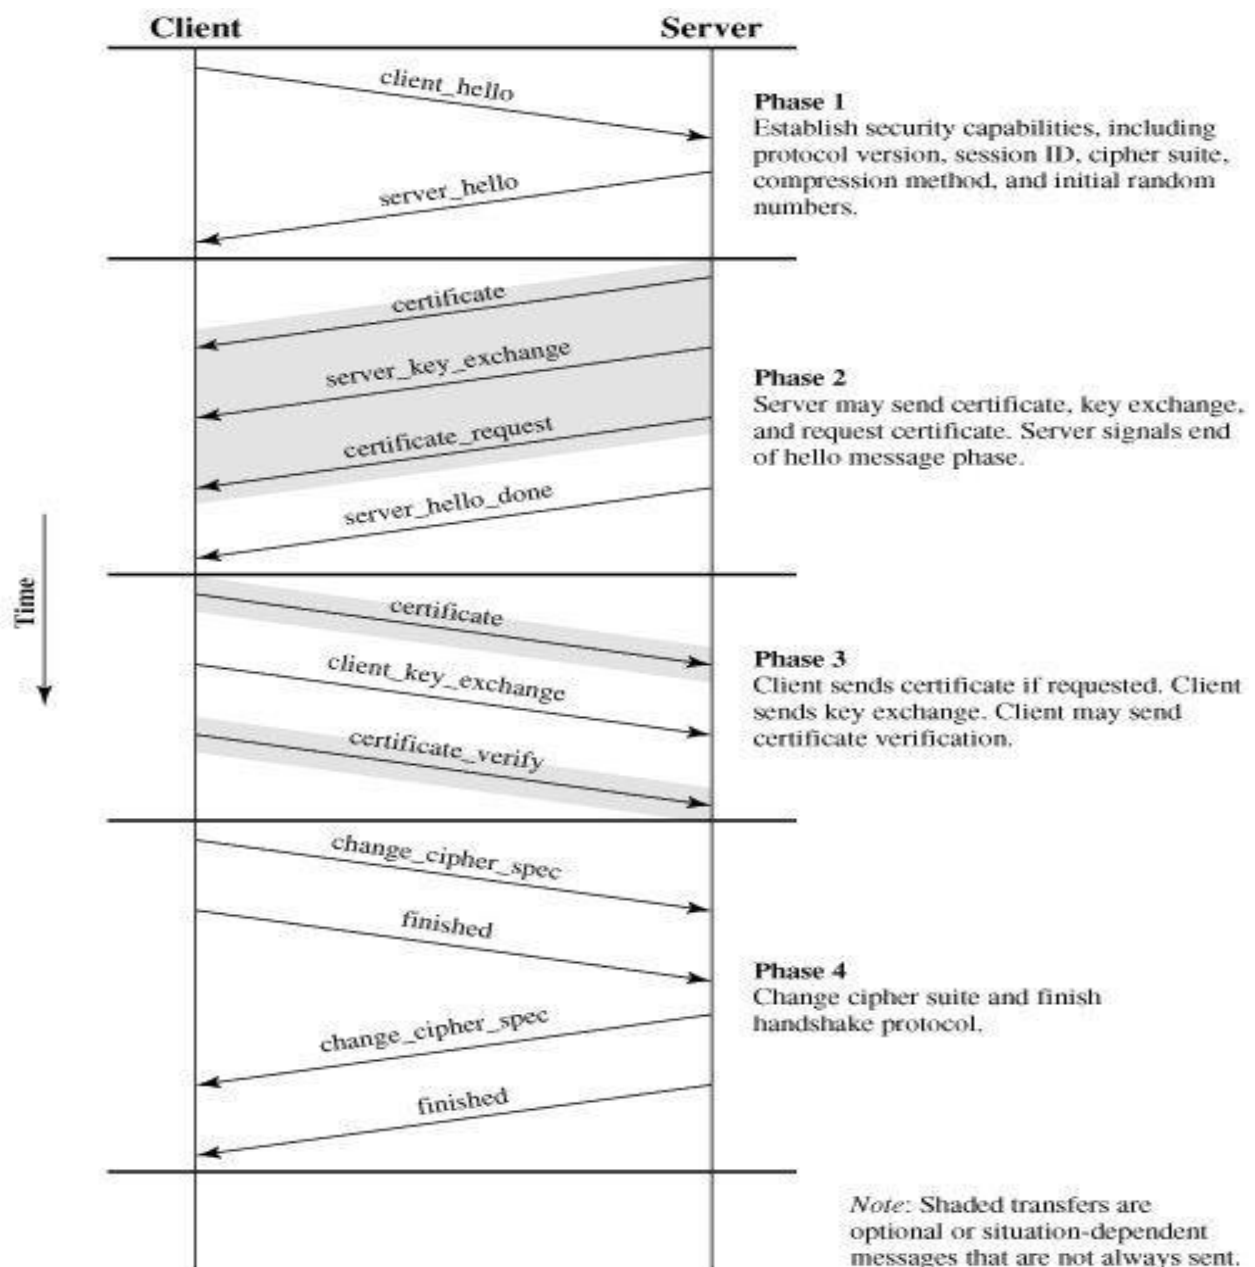 Client
Server
client_hello
server_hello
Phase 1
Establish security capabilities, including
protocol version, session ID, cipher suite,
compression method, and initial random
numbers.
certificate
server_key_exchange
certificate_request
server_hello_done
Phase 2
Server may send certificate, key exchange,
and request certificate. Server signals end
of hello message phase.
Time
certificate
client_key_exchange
certificate_verify
Phase 3
Client sends certificate if requested. Client
sends key exchange. Client may send
certificate verification.
change_cipher_spec
finished
change_cipher_spec
finished
Phase 4
Change cipher suite and finish
handshake protocol.
Note: Shaded transfers are
optional or situation-dependent
messages that are not always sent.